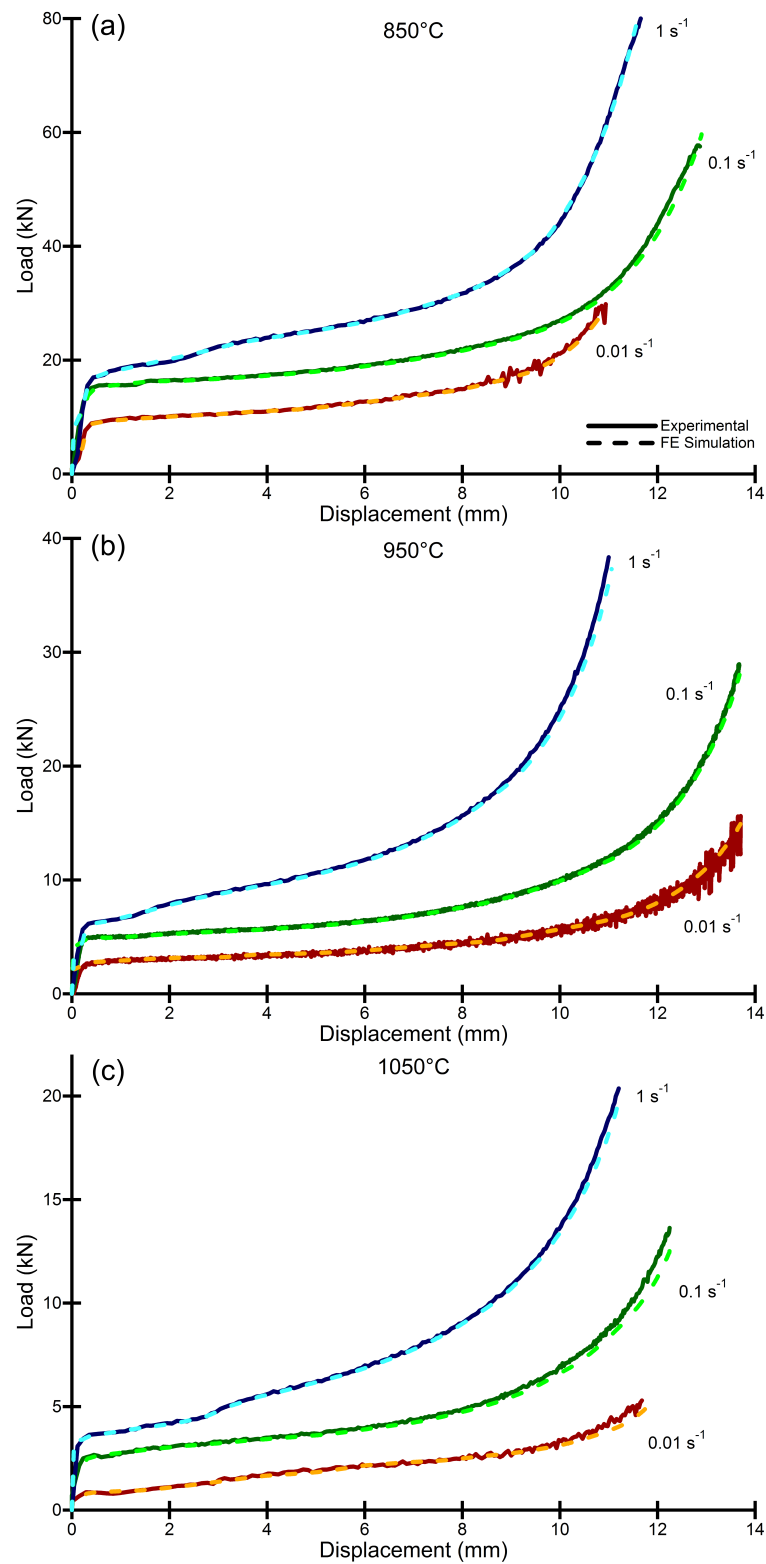 (a)
850°C
80
60
40
20
0
Load (kN)
1 s⁻¹
0.1 s⁻¹
0.01 s⁻¹
Experimental
FE Simulation
0 2 4 6 8 10 12 14
Displacement (mm)
(b)
950°C
40
30
20
10
0
Load (kN)
1 s⁻¹
0.1 s⁻¹
0.01 s⁻¹
0 2 4 6 8 10 12 14
Displacement (mm)
(c)
1050°C
20
15
10
5
0
Load (kN)
1 s⁻¹
0.1 s⁻¹
0.01 s⁻¹
0 2 4 6 8 10 12 14
Displacement (mm)